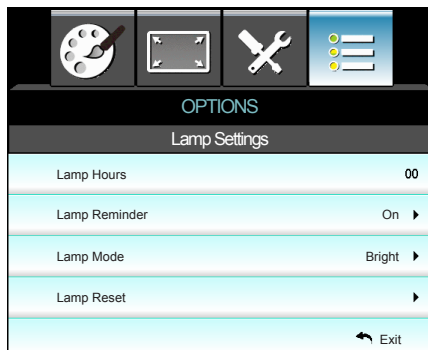 OPTIONS
Lamp Settings
Lamp Hours 00
Lamp Reminder On
Lamp Mode Bright
Lamp Reset
Exit